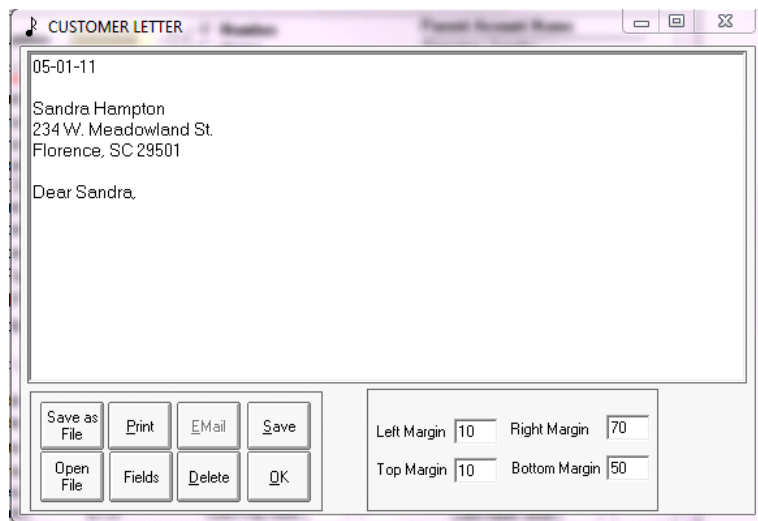 CUSTOMER LETTER
05-01-11
Sandra Hampton
234 W. Meadowland St.
Florence, SC 29501
Dear Sandra,
Save as
File
Print
EMail
Save
Open
File
Fields
Delete
OK
Left Margin 10
Right Margin 70
Top Margin 10
Bottom Margin 50